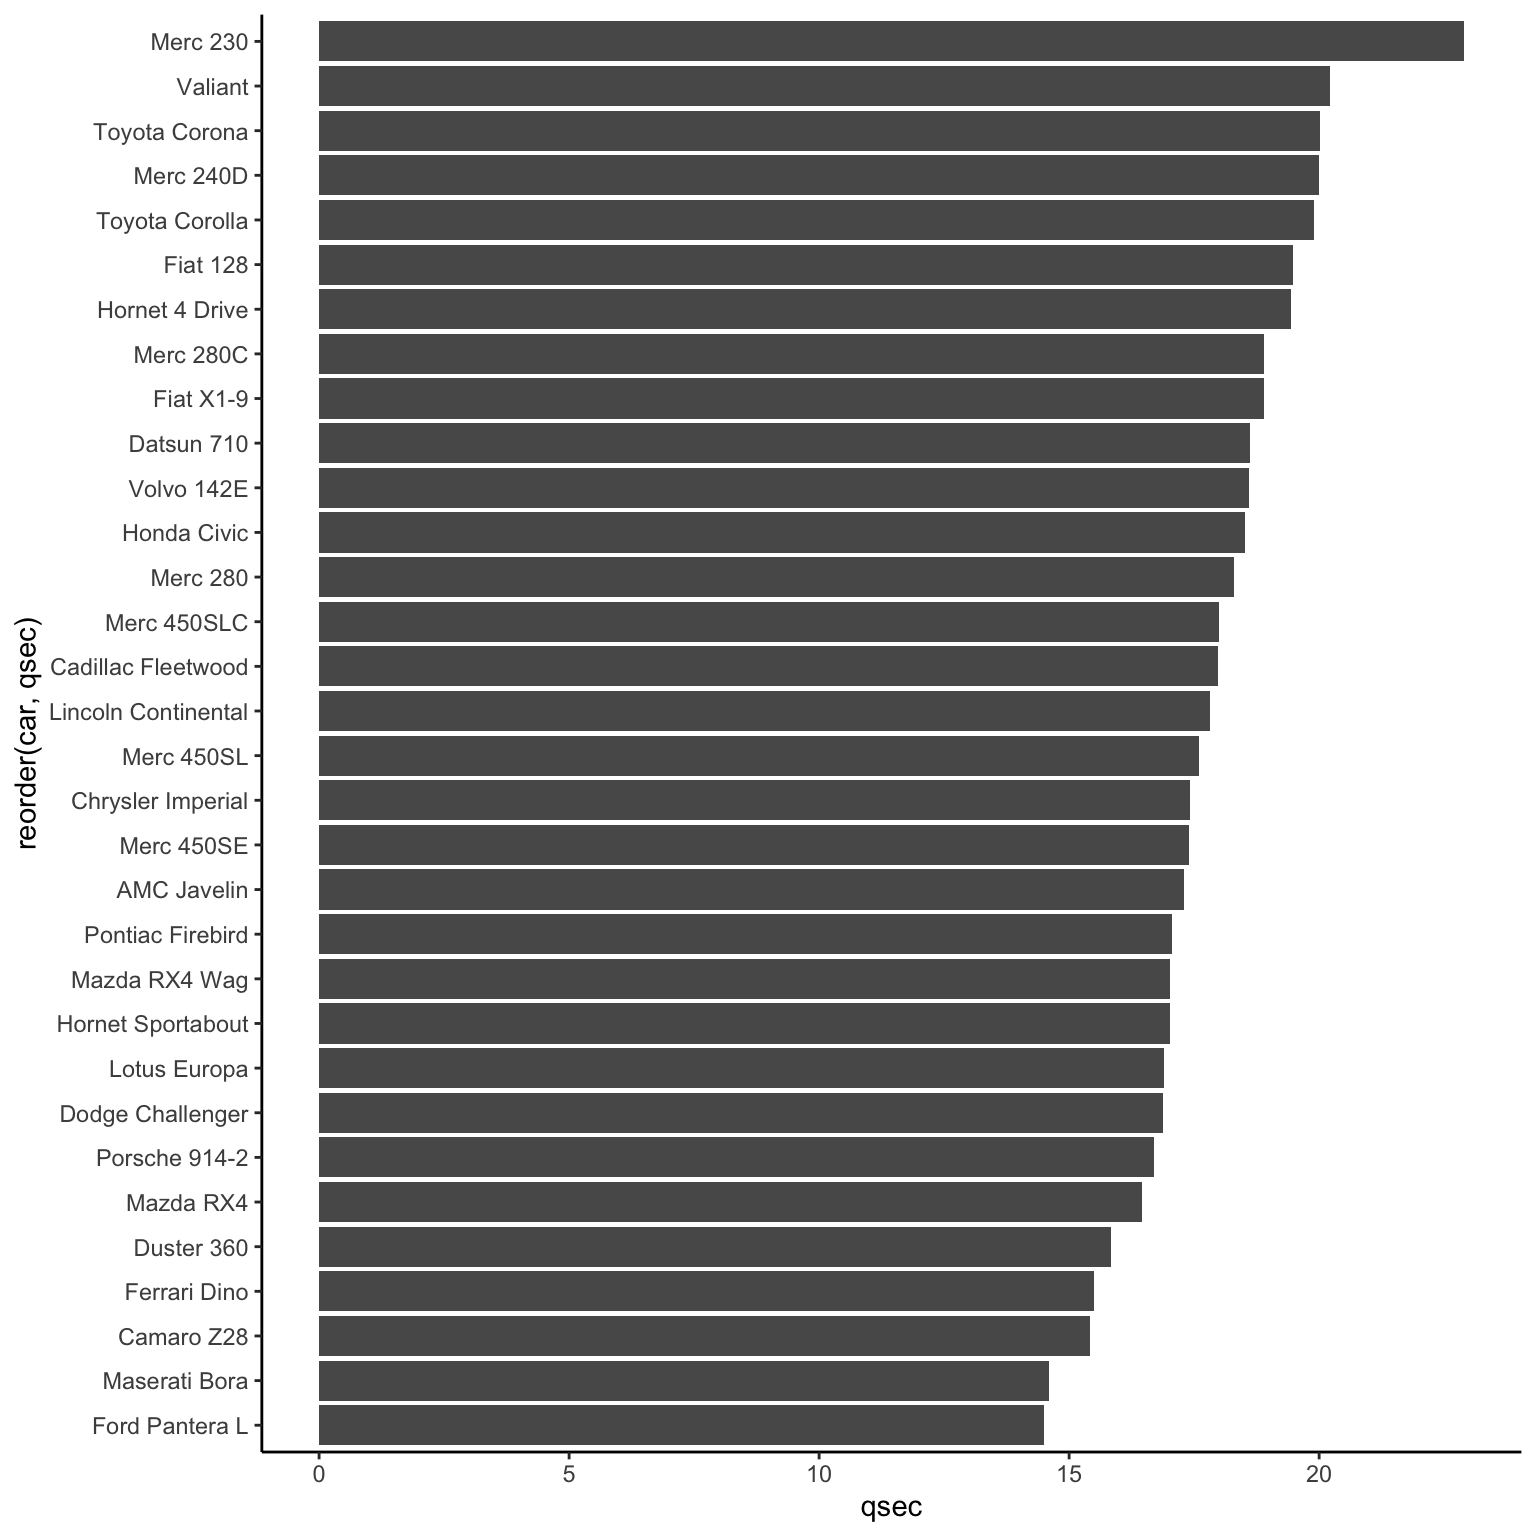 Merc 230
Valiant
Toyota Corona
Merc 240D
Toyota Corolla
Fiat 128
Hornet 4 Drive
Merc 280C
Fiat X1-9
Datsun 710
Volvo 142E
Honda Civic
Merc 280
Merc 450SLC
Cadillac Fleetwood
Lincoln Continental
Merc 450SL
Chrysler Imperial
Merc 450SE
AMC Javelin
Pontiac Firebird
Mazda RX4 Wag
Hornet Sportabout
Lotus Europa
Dodge Challenger
Porsche 914-2
Mazda RX4
Duster 360
Ferrari Dino
Camaro Z28
Maserati Bora
Ford Pantera L
reorder(car, qsec)
0 5 10 15 20
qsec